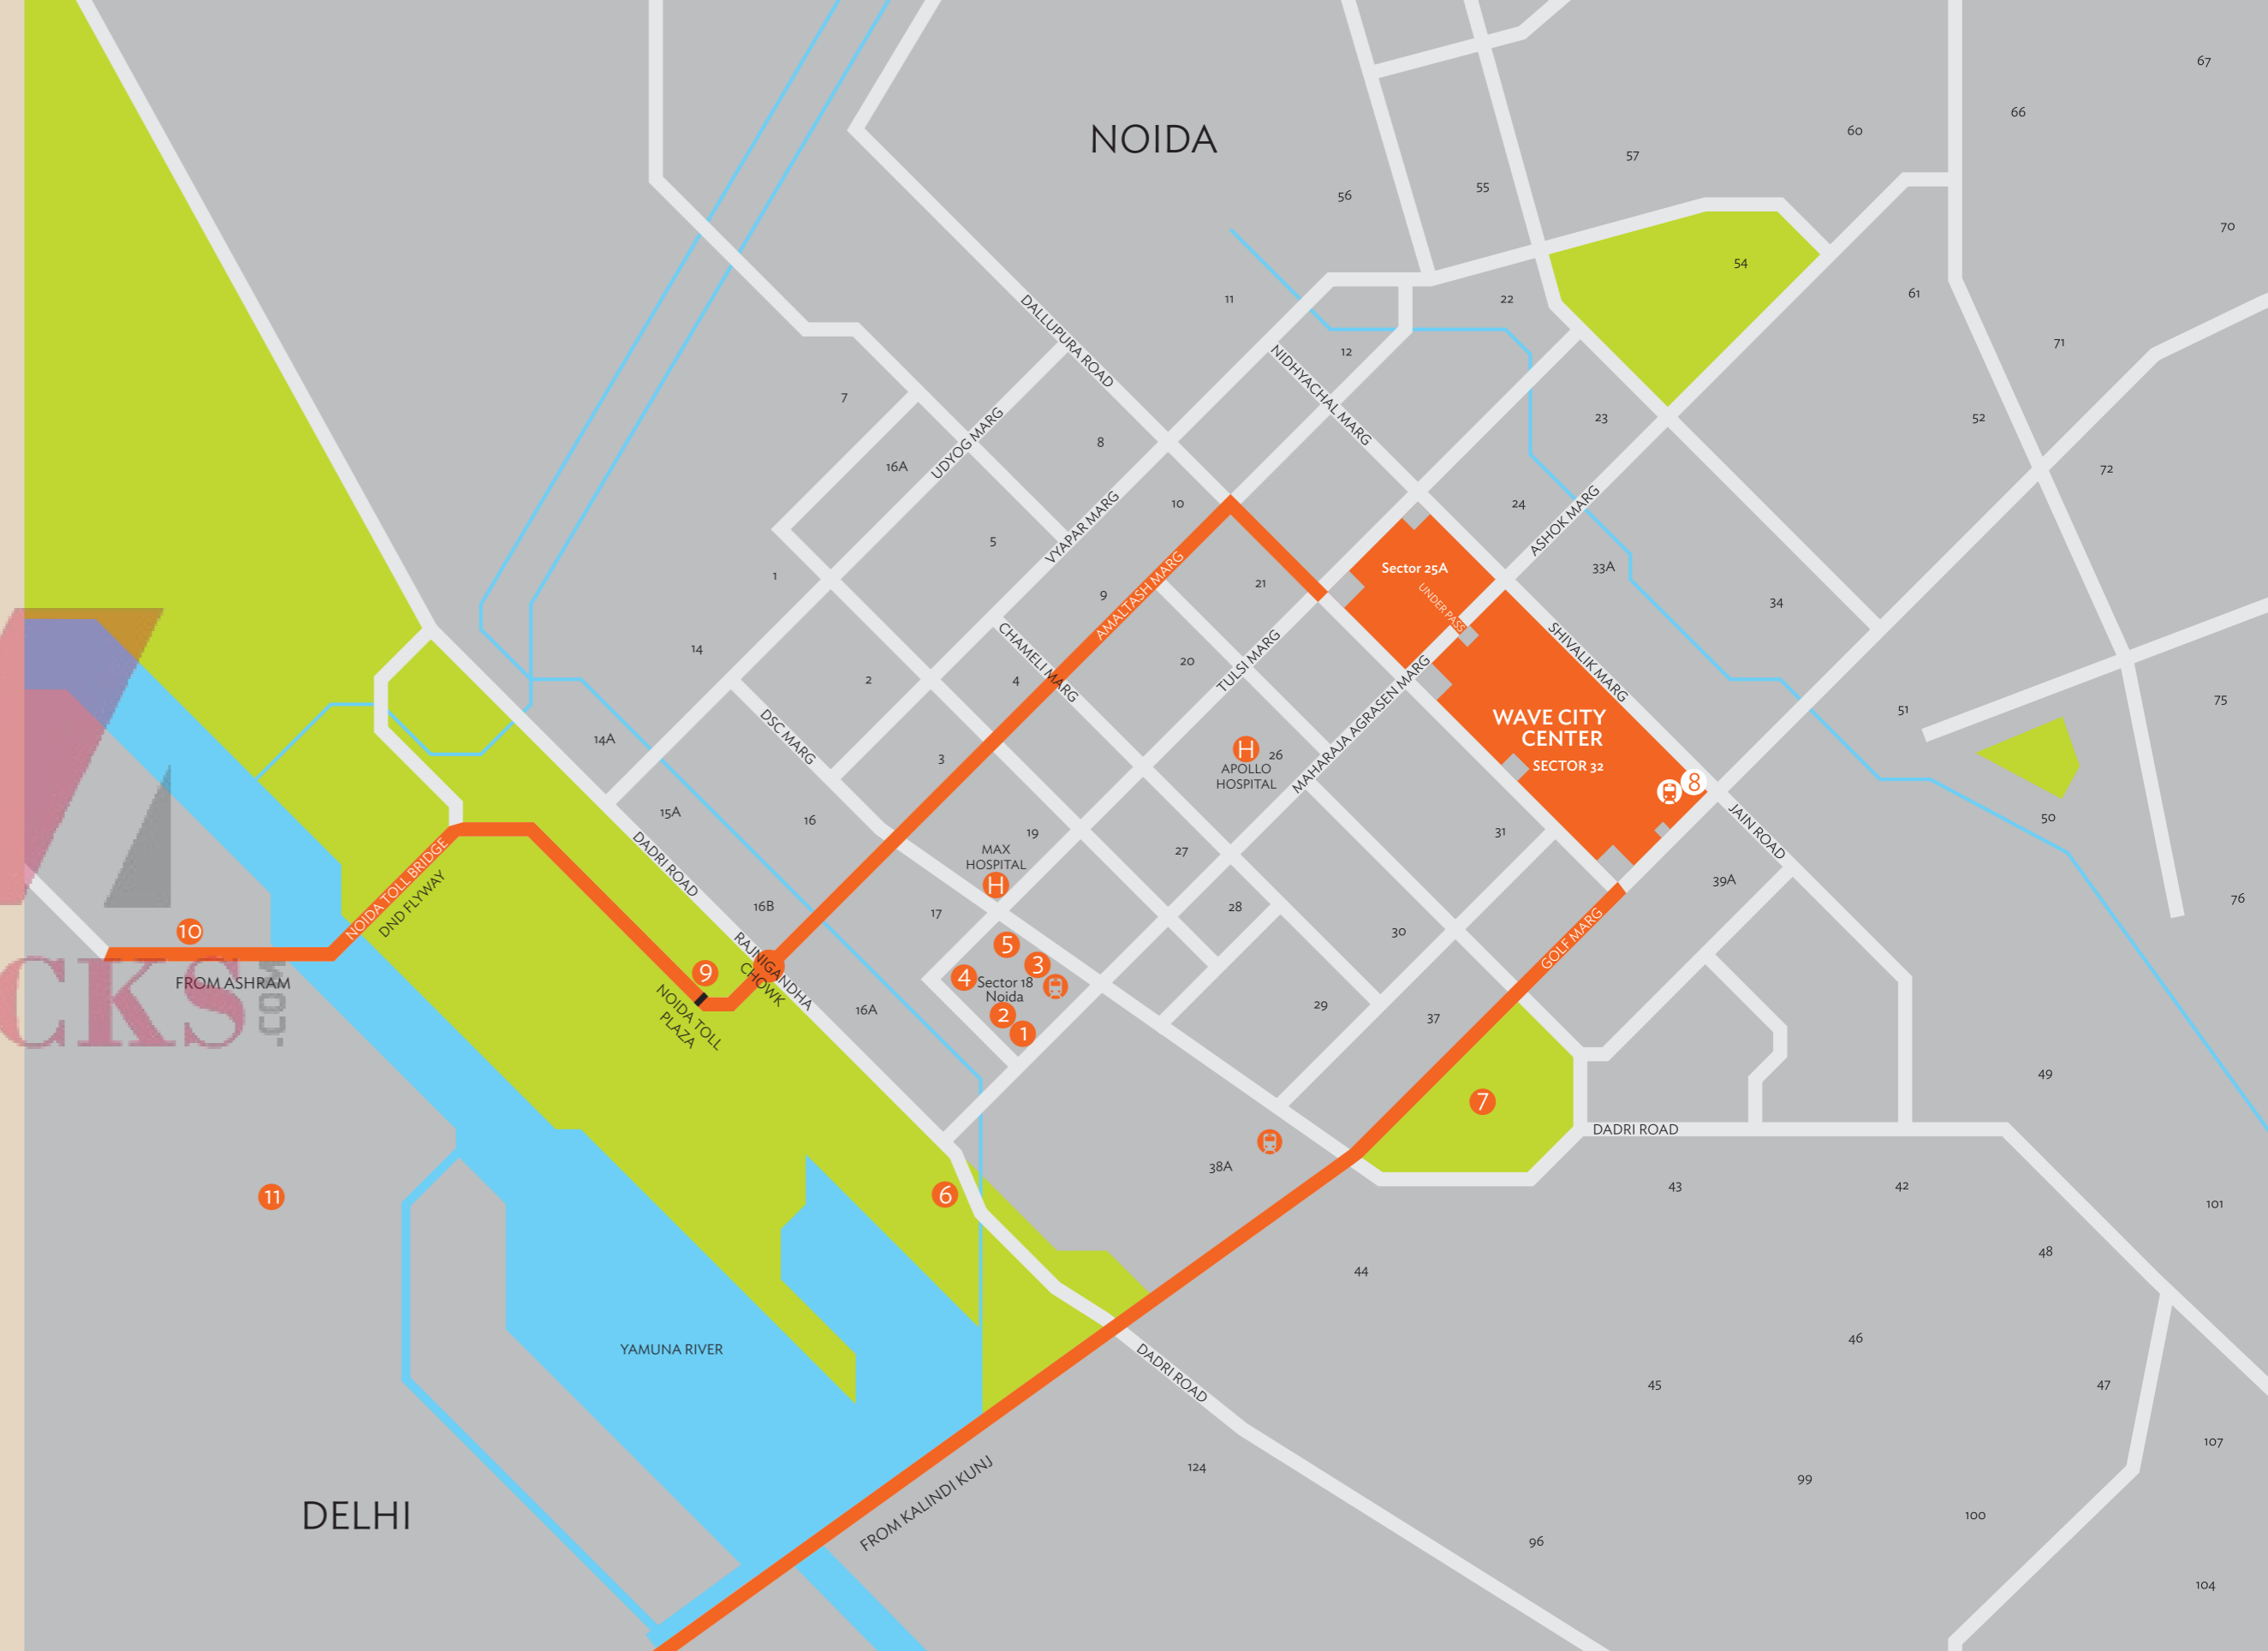 67
66
60
NOIDA
57
55
56
70
54
61
11
22
DALLUPURA ROAD
71
12
NIDHYACHAL MARG
7
52
23
UDYOG MARG
8
16A
72
10
24
VYAPAR MARG
ASHOK MARG
5
33A
Sector 25A
1
21
9
AMALTASH MARG
UNDER PASS
34
14
CHAMELI MARG
20
TULSI MARG
SHIVALIK MARG
2
4
MAHARAJA AGRASEN MARG
75
51
WAVE CITY
CENTER
SECTOR 32
DSC MARG
14A
H
26
APOLLO
HOSPITAL
3
8
15A
16
19
31
JAIN ROAD
50
MAX
HOSPITAL
H
27
NOIDA TOLL BRIDGE
DND FLYWAY
DADRI ROAD
39A
76
16B
17
28
10
30
GOLF MARG
FROM ASHRAM
RAJNIGANDHA
CHOWK
9
5
3
4
Sector 18
Noida
2
1
NOIDA TOLL
PLAZA
16A
29
37
49
7
DADRI ROAD
CKS
.COM
38A
11
6
43
42
101
48
44
YAMUNA RIVER
46
DADRI ROAD
45
47
107
124
FROM KALINDI KUNJ
99
DELHI
100
96
104